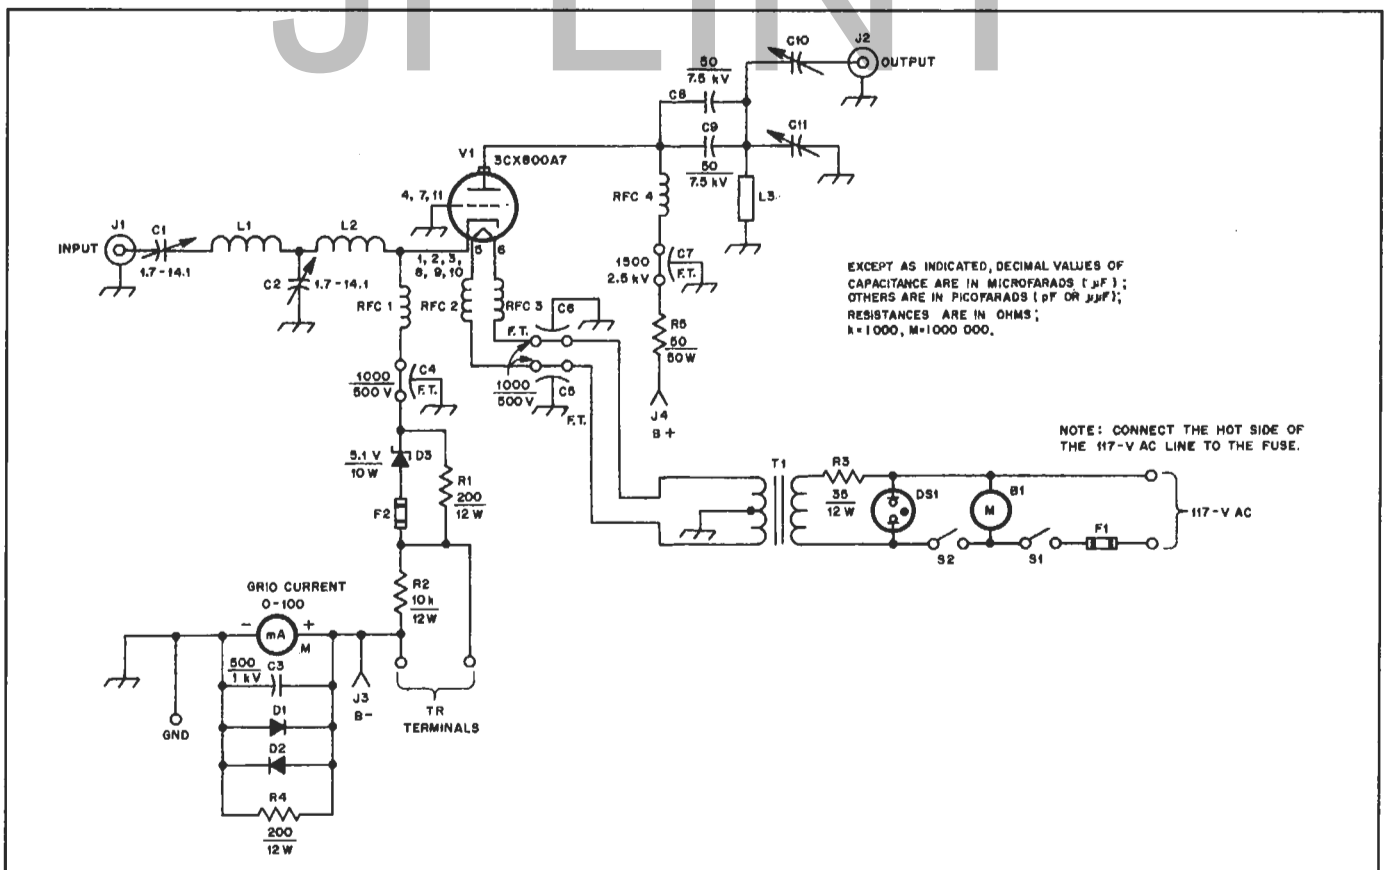 J1
INPUT
C1
1.7-14.1
L1
L2
C2
1.7-14.1
RFC 1
V1
3CX800A7
4, 7, 11
1, 2, 3,
8, 9, 10
5
6
RFC 2
RFC 3
C6
F.T.
1000
500 V
C5
F.T.
1000
500 V
C4
F.T.
5.1 V
10 W
D3
R1
200
12 W
F2
R2
10k
12 W
GRID CURRENT
0-100
-
mA
+
M
500
1 kV
C3
D1
D2
R4
200
12 W
GND
J3
B-
TR
TERMINALS
50
7.5 kV
C8
C9
50
7.5 kV
C10
J2
OUTPUT
C11
L3
RFC 4
1500
2.5 kV
C7
F.T.
R5
50
50 W
J4
B+
EXCEPT AS INDICATED, DECIMAL VALUES OF
CAPACITANCE ARE IN MICROFARADS (µF);
OTHERS ARE IN PICOFARADS (pF OR µµF);
RESISTANCES ARE IN OHMS;
k=1000, M=1000 000.
NOTE: CONNECT THE HOT SIDE OF
THE 117-V AC LINE TO THE FUSE.
T1
R3
36
12 W
DS1
B1
M
S2
S1
F1
117-V AC